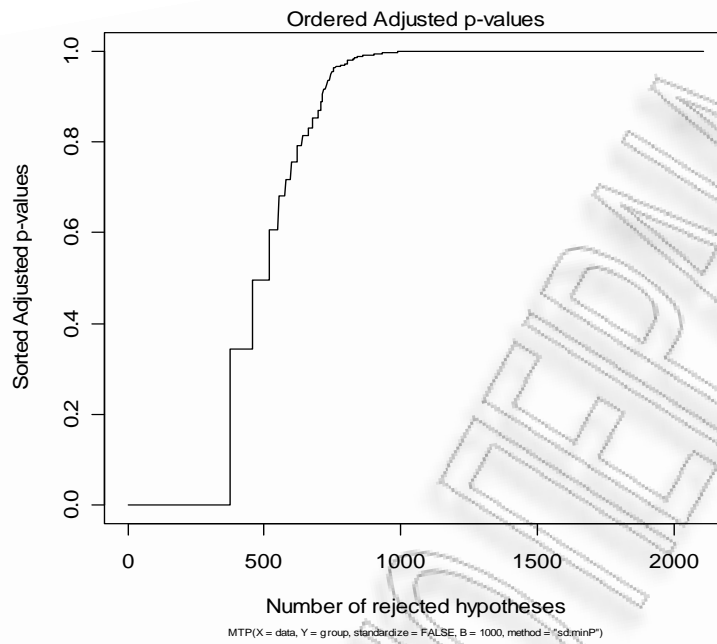 Ordered Adjusted p-values
Sorted Adjusted p-values
1.0
0.8
0.6
0.4
0.2
0.0
0
500
1000
1500
2000
Number of rejected hypotheses
MTP(X = data, Y = group, standardize = FALSE, B = 1000, method = "sd.minP")